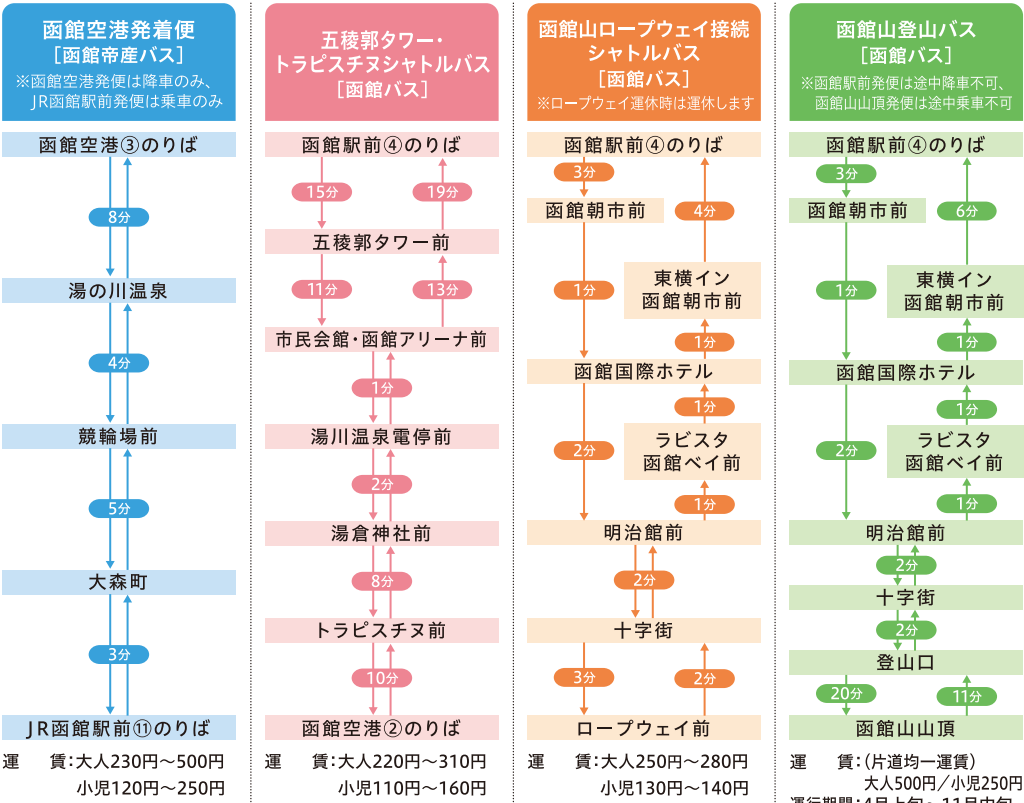 函館空港発着便
[函館帝産バス]
※函館空港発便は降車のみ、
JR函館駅前発便は乗車のみ
函館空港③のりば
8分
湯の川温泉
4分
競輪場前
5分
大森町
3分
JR函館駅前⑪のりば
運　賃:大人230円〜500円
小児120円〜250円
五稜郭タワー・
トラピスチヌシャトルバス
[函館バス]
函館駅前④のりば
15分
19分
五稜郭タワー前
11分
13分
市民会館・函館アリーナ前
1分
湯川温泉電停前
2分
湯倉神社前
8分
トラピスチヌ前
10分
函館空港②のりば
運　賃:大人220円〜310円
小児110円〜160円
函館山ロープウェイ接続
シャトルバス
[函館バス]
※ロープウェイ運休時は運休します
函館駅前④のりば
3分
函館朝市前
4分
東横イン
函館朝市前
1分
1分
函館国際ホテル
1分
ラビスタ
函館ベイ前
2分
1分
明治館前
2分
十字街
3分
2分
ロープウェイ前
運　賃:大人250円〜280円
小児130円〜140円
函館山登山バス
[函館バス]
※函館駅前発便は途中降車不可、
函館山山頂発便は途中乗車不可
函館駅前④のりば
3分
函館朝市前
6分
東横イン
函館朝市前
1分
1分
函館国際ホテル
1分
ラビスタ
函館ベイ前
2分
1分
明治館前
2分
十字街
2分
登山口
20分
11分
函館山山頂
運　賃:(片道均一運賃)
大人500円／小児250円
運行期間:4月上旬〜11月中旬